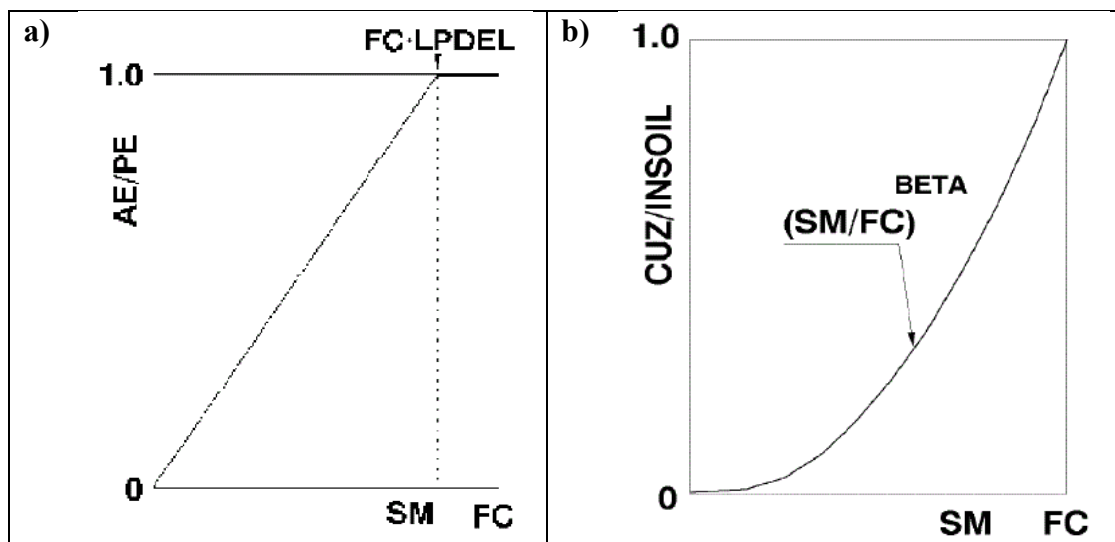 a)
FC·LPDEL
1.0
AE/PE
0
SM FC
b)
1.0
CUZ/INSOIL
BETA
(SM/FC)
0
SM FC